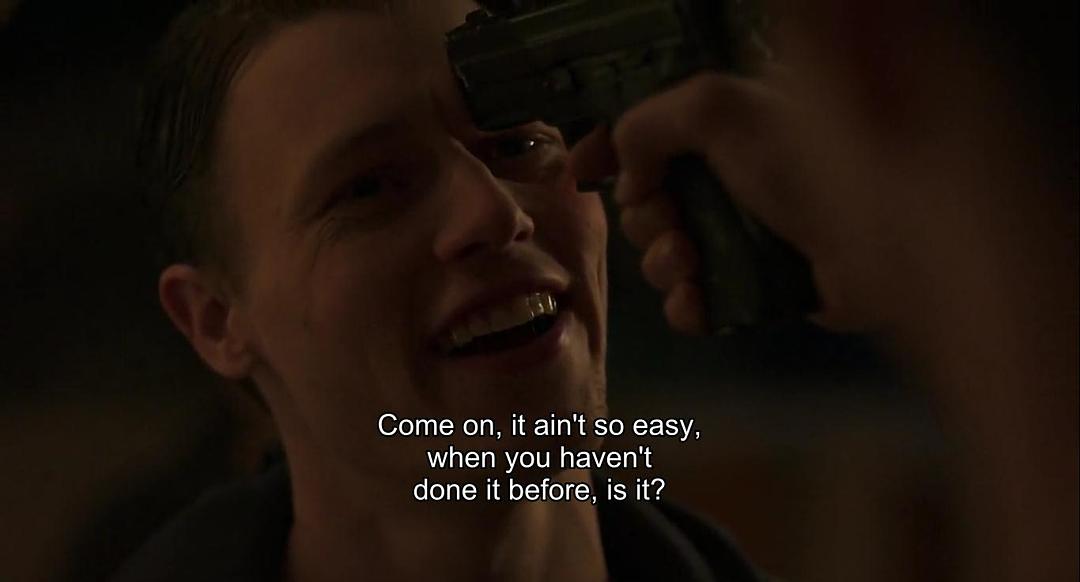 Come on, it ain't so easy,
when you haven't
done it before, is it?